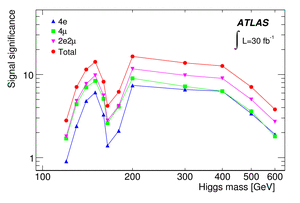 Signal significance
10
1
4e
4μ
2e2μ
Total
ATLAS
∫ L=30 fb⁻¹
100
200
300
400
500
600
Higgs mass [GeV]